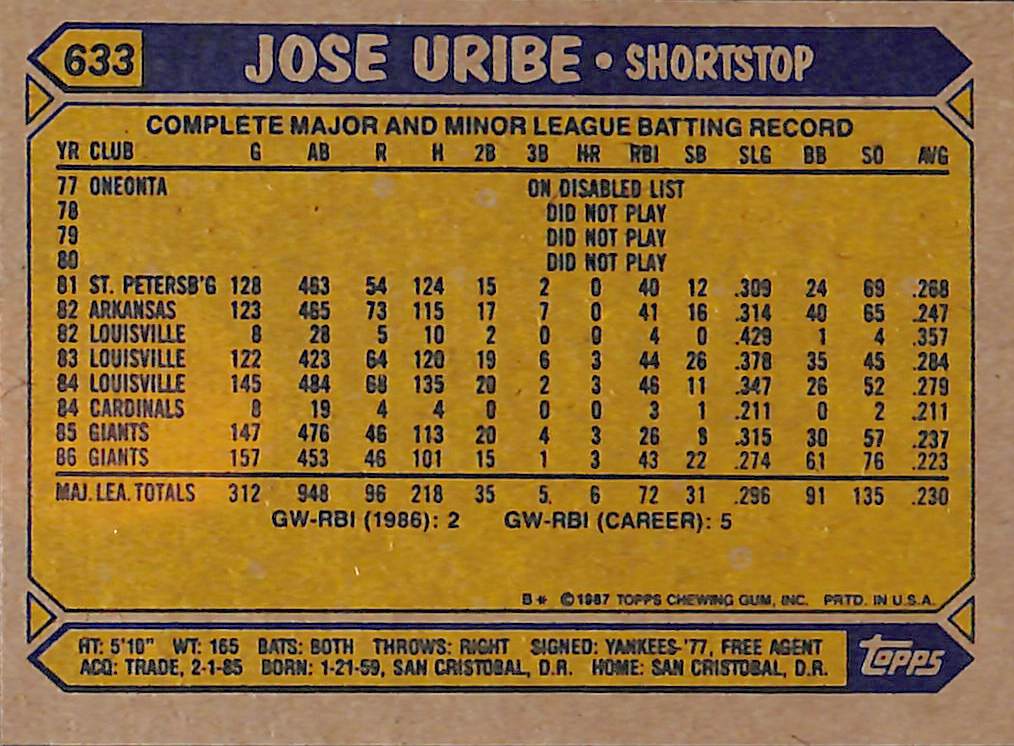 633 JOSE URIBE • SHORTSTOP
COMPLETE MAJOR AND MINOR LEAGUE BATTING RECORD
YR CLUB G AB R H 2B 3B HR RBI SB SLG BB SO AVG
77 ONEONTA ON DISABLED LIST
78 DID NOT PLAY
79 DID NOT PLAY
80 DID NOT PLAY
81 ST. PETERSB'G 128 463 54 124 15 2 0 40 12 .309 24 69 .268
82 ARKANSAS 123 465 73 115 17 7 0 41 16 .314 40 65 .247
82 LOUISVILLE 8 28 5 10 2 0 0 4 0 .429 1 4 .357
83 LOUISVILLE 122 423 64 120 19 6 3 44 26 .378 35 45 .284
84 LOUISVILLE 145 484 68 135 20 2 3 46 11 .347 26 52 .279
84 CARDINALS 8 19 4 4 0 0 0 3 1 .211 0 2 .211
85 GIANTS 147 476 46 113 20 4 3 26 8 .315 30 57 .237
86 GIANTS 157 453 46 101 15 1 3 43 22 .274 61 76 .223
MAJ. LEA. TOTALS 312 948 96 218 35 5 6 72 31 .296 91 135 .230
GW-RBI (1986): 2 GW-RBI (CAREER): 5
B* ©1987 TOPPS CHEWING GUM, INC. PRTD. IN U.S.A.
HT: 5'10" WT: 165 BATS: BOTH THROWS: RIGHT SIGNED: YANKEES-'77, FREE AGENT
ACQ: TRADE, 2-1-85 BORN: 1-21-59, SAN CRISTOBAL, D.R. HOME: SAN CRISTOBAL, D.R.
TOPPS